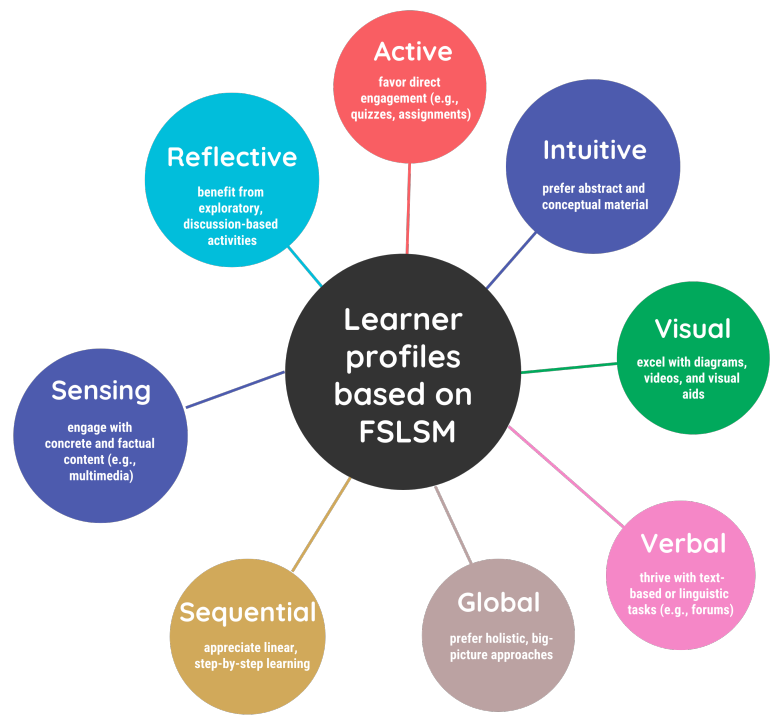 Active
favor direct
engagement (e.g.,
quizzes, assignments)
Reflective
benefit from
exploratory,
discussion-based
activities
Intuitive
prefer abstract and
conceptual material
Learner
profiles
based on
FSLSM
Visual
excel with diagrams,
videos, and visual
aids
Sensing
engage with
concrete and factual
content (e.g.,
multimedia)
Verbal
thrive with text-
based or linguistic
tasks (e.g., forums)
Sequential
appreciate linear,
step-by-step learning
Global
prefer holistic, big-
picture approaches